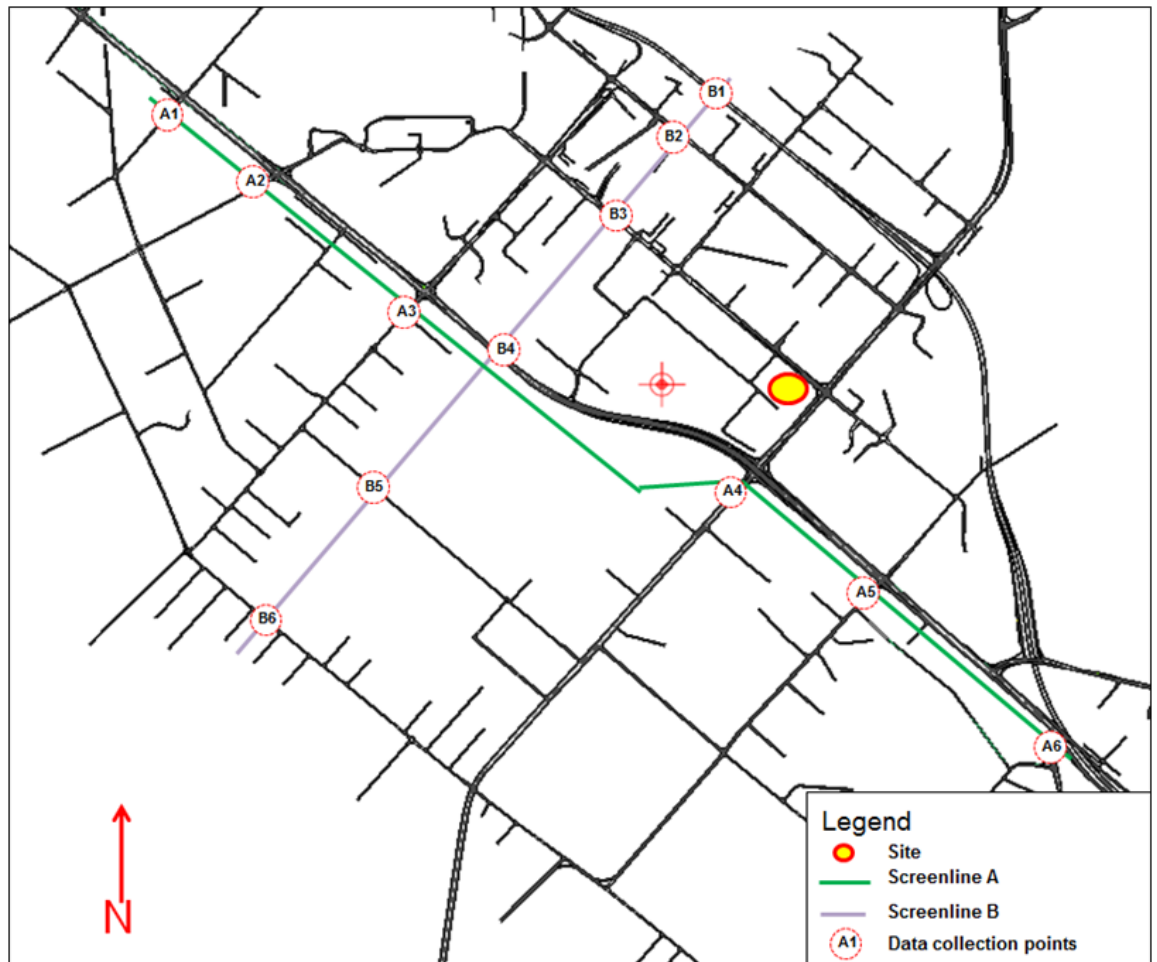 B1
A1
B2
A2
B3
A3
B4
A4
B5
A5
B6
A6
N
Legend
Site
Screenline A
Screenline B
A1 Data collection points